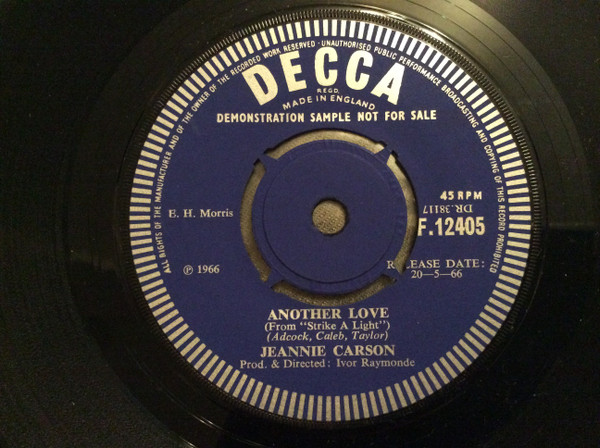 ALL RIGHTS OF THE MANUFACTURER AND OF THE OWNER OF THE RECORDED WORK RESERVED · UNAUTHORISED PUBLIC PERFORMANCE BROADCASTING AND COPYING OF THIS RECORD PROHIBITED
DECCA
REGD.
MADE IN ENGLAND
DEMONSTRATION SAMPLE NOT FOR SALE
45 RPM
DR.38117
E. H. Morris
F.12405
℗ 1966
RELEASE DATE:
20-5-66
ANOTHER LOVE
(From "Strike A Light")
(Adcock, Caleb, Taylor)
JEANNIE CARSON
Prod. & Directed: Ivor Raymonde